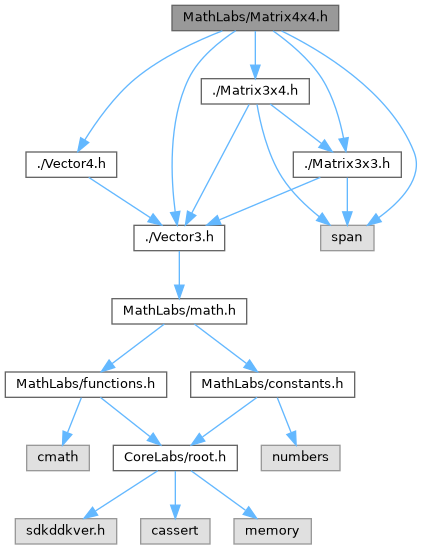 MathLabs/Matrix4x4.h
./Matrix3x4.h
./Vector4.h
./Matrix3x3.h
./Vector3.h
span
MathLabs/math.h
MathLabs/functions.h
MathLabs/constants.h
cmath
CoreLabs/root.h
numbers
sdkddkver.h
cassert
memory